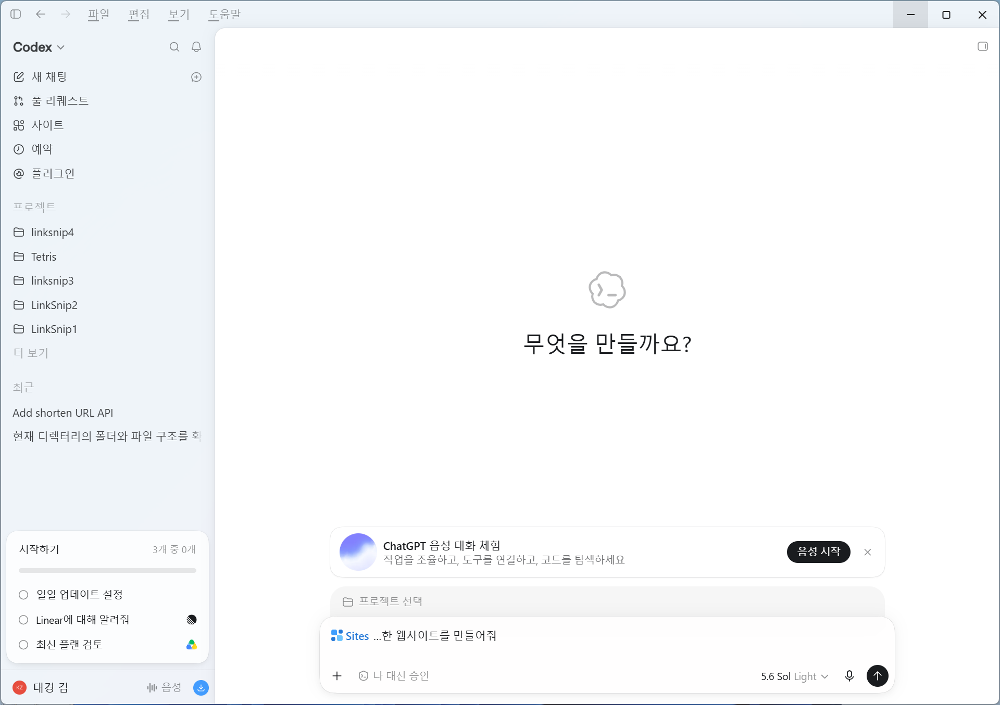 파일 편집 보기 도움말
Codex
새 채팅
풀 리퀘스트
사이트
예약
플러그인
프로젝트
linksnip4
Tetris
linksnip3
LinkSnip2
LinkSnip1
더 보기
최근
Add shorten URL API
현재 디렉터리의 폴더와 파일 구조를 확
시작하기 3개 중 0개
일일 업데이트 설정
Linear에 대해 알려줘
최신 플랜 검토
KZ 대경 김 음성
무엇을 만들까요?
ChatGPT 음성 대화 체험
작업을 조율하고, 도구를 연결하고, 코드를 탐색하세요
음성 시작
프로젝트 선택
Sites ...한 웹사이트를 만들어줘
나 대신 승인 5.6 Sol Light